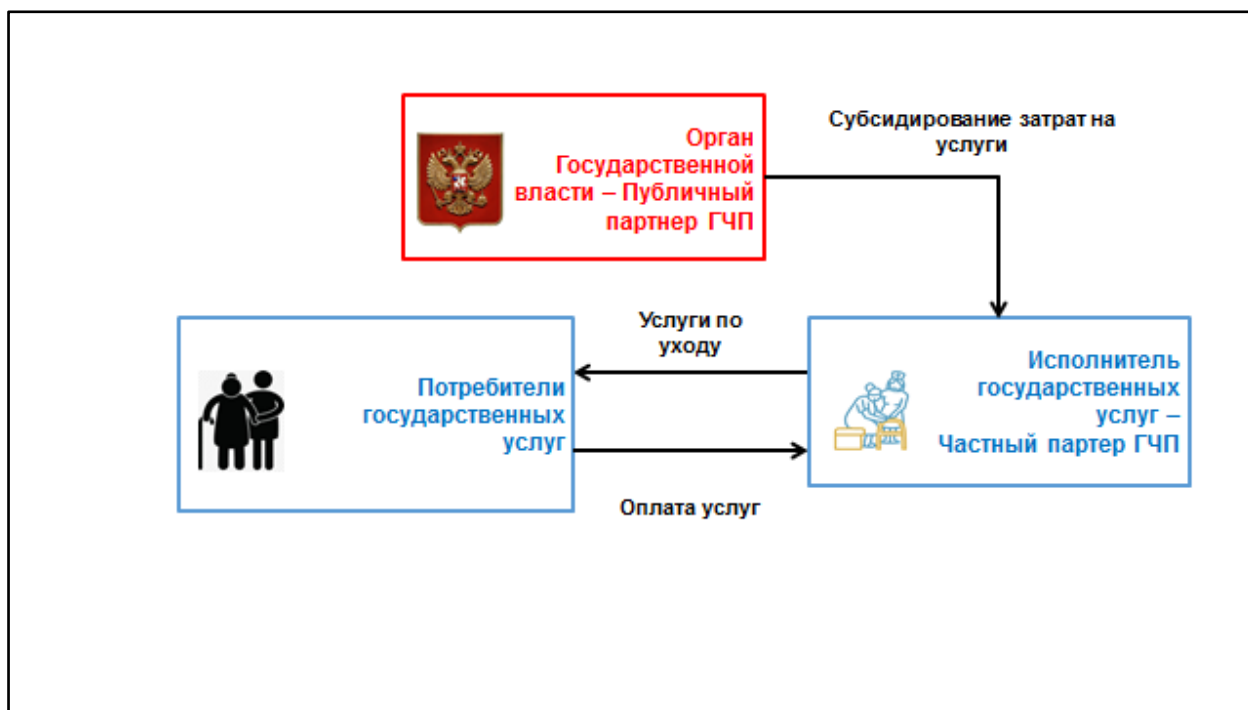 Орган
Государственной
власти – Публичный
партнер ГЧП
Субсидирование затрат на
услуги
Услуги по
уходу
Потребители
государственных
услуг
Исполнитель
государственных
услуг –
Частный партер ГЧП
Оплата услуг